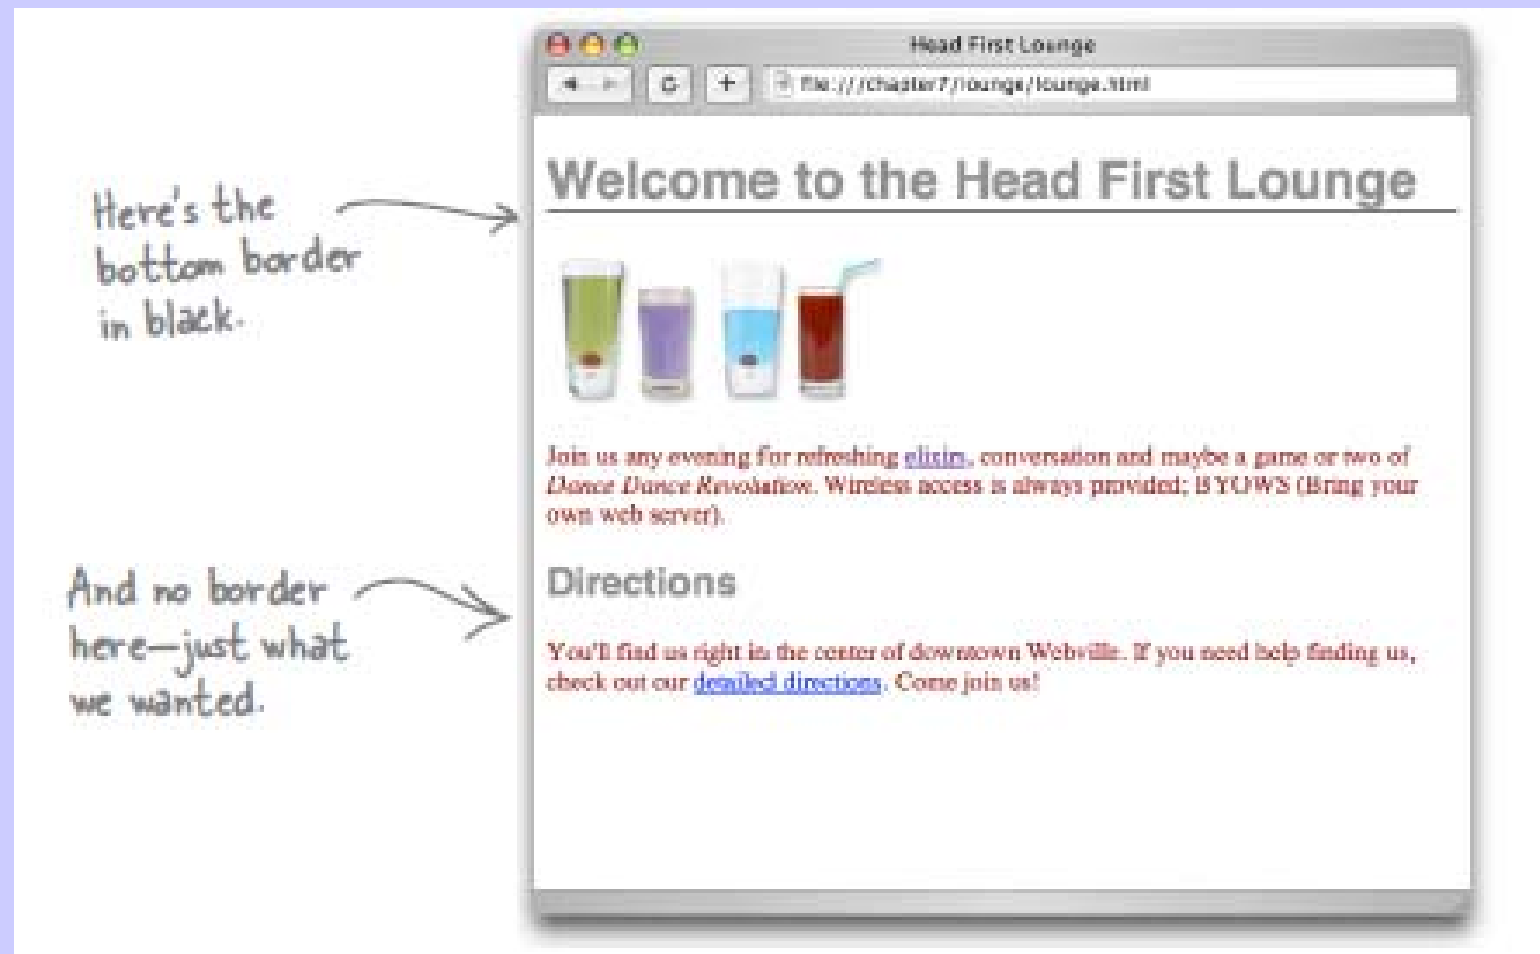 Head First Lounge
file:///chapter7/lounge/lounge.html
Welcome to the Head First Lounge
Here's the
bottom border
in black.
Join us any evening for refreshing elixirs, conversation and maybe a game or two of
Dance Dance Revolution. Wireless access is always provided; BYOWS (Bring your
own web server).
And no border
here—just what
we wanted.
Directions
You'll find us right in the center of downtown Webville. If you need help finding us,
check out our detailed directions. Come join us!